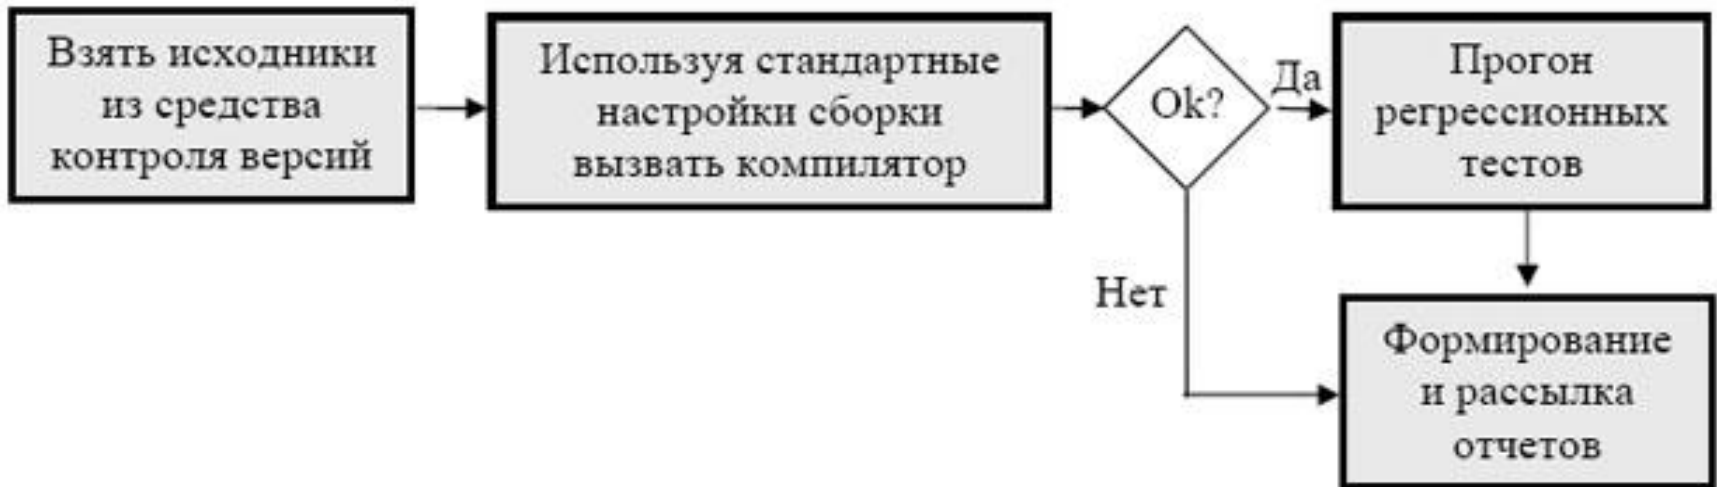 Взять исходники
из средства
контроля версий
Используя стандартные
настройки сборки
вызвать компилятор
Ok?
Да
Прогон
регрессионных
тестов
Нет
Формирование
и рассылка
отчетов